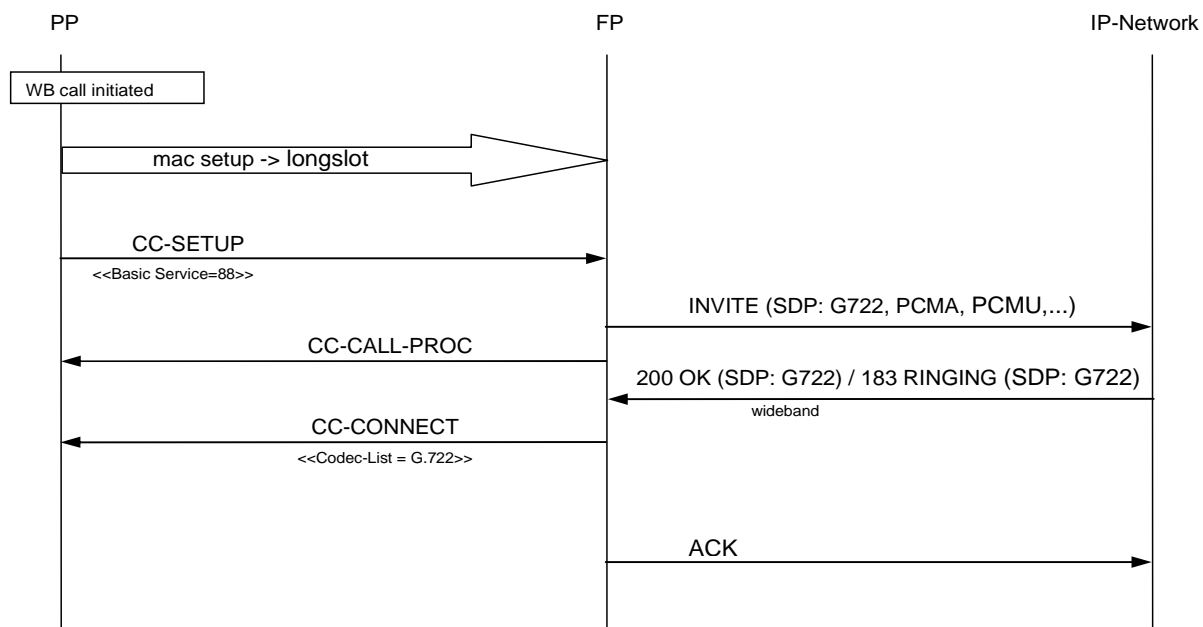 PP
FP
IP-Network
WB call initiated
mac setup -> longslot
CC-SETUP
<<Basic Service=88>>
INVITE (SDP: G722, PCMA, PCMU,...)
CC-CALL-PROC
200 OK (SDP: G722) / 183 RINGING (SDP: G722)
wideband
CC-CONNECT
<<Codec-List = G.722>>
ACK